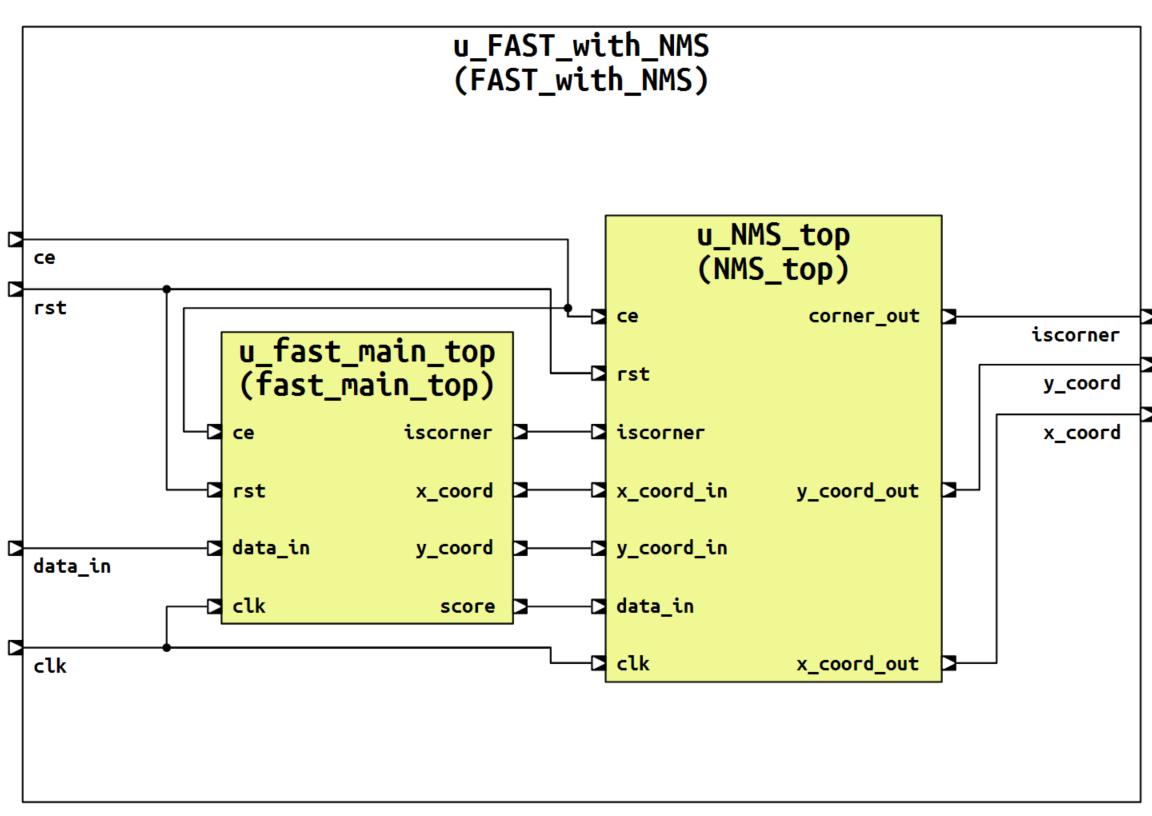 u_FAST_with_NMS
(FAST_with_NMS)
ce
rst
data_in
clk
u_fast_main_top
(fast_main_top)
ce
iscorner
rst
x_coord
data_in
y_coord
clk
score
u_NMS_top
(NMS_top)
ce
corner_out
rst
iscorner
x_coord_in
y_coord_out
y_coord_in
data_in
clk
x_coord_out
iscorner
y_coord
x_coord